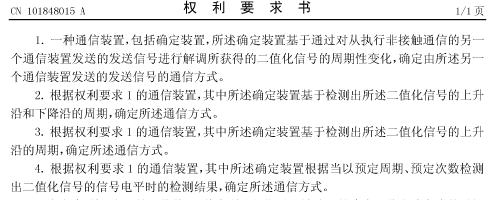 CN 101848015 A 权利要求书 1/1 页
1. 一种通信装置,包括确定装置,所述确定装置基于通过对从执行非接触通信的另一
个通信装置发送的发送信号进行解调所获得的二值化信号的周期性变化,确定由所述另一
个通信装置发送的发送信号的通信方式。
2. 根据权利要求 1 的通信装置,其中所述确定装置基于检测出所述二值化信号的上升
沿和下降沿的周期,确定所述通信方式。
3. 根据权利要求 1 的通信装置,其中所述确定装置基于检测出所述二值化信号的上升
沿的周期,确定所述通信方式。
4. 根据权利要求 1 的通信装置,其中所述确定装置根据当以预定周期、预定次数检测
出二值化信号的信号电平时的检测结果,确定所述通信方式。